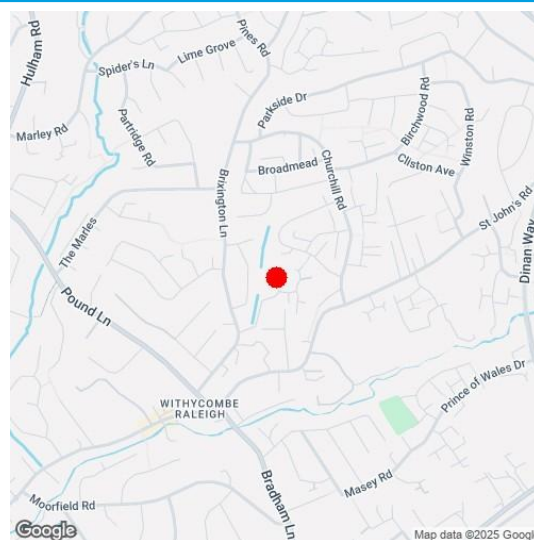 Hulham Rd
Spider's Ln
Lime Grove
Pines Rd
Parkside Dr
Marley Rd
Partridge Rd
Birchwood Rd
Winston Rd
Broadmead
Churchill Rd
Cliston Ave
Brixington Ln
The Marles
St John's Rd
Dinan Way
Pound Ln
WITHYCOMBE
RALEIGH
Prince of Wales Dr
Bradham Ln
Masey Rd
Moorfield Rd
Google
Map data ©2025 Google